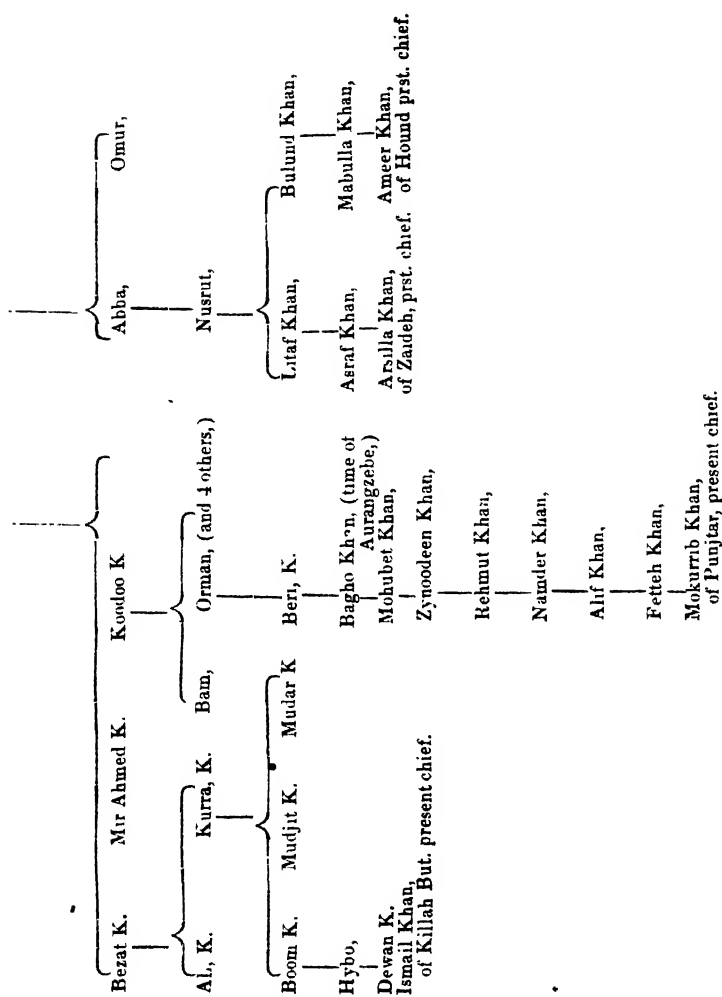 Bezat K. Mir Ahmed K. Koodoo K Abba, Omur,
Al, K. Kurra, K. Bam, Orman, (and 4 others,) Nusrut,
Boom K. Mudjit K. Mudar K Beri, K. Litaf Khan, Bulund Khan,
Hybo, Bagho Khan, (time of Asraf Khan, Mabulla Khan,
Aurangzebe,)
Dewan K. Mohubet Khan, Arsilla Khan, Ameer Khan,
Ismail Khan, of Zaideh, prst. chief. of Hound prst. chief.
of Killah But. present chief. Zynoodeen Khan,
Rehmut Khan,
Namder Khan,
Alif Khan,
Fetteh Khan,
Mokurrib Khan,
of Punjtar, present chief.